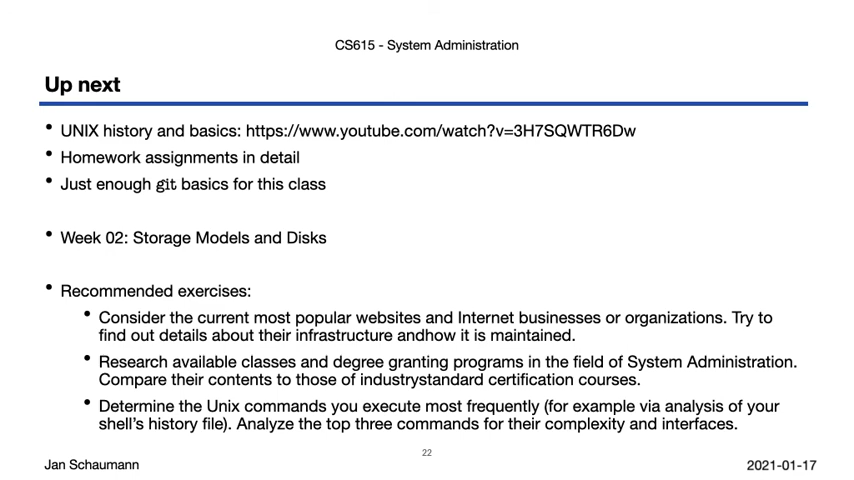 CS615 - System Administration
Up next
• UNIX history and basics: https://www.youtube.com/watch?v=3H7SQWTR6Dw
• Homework assignments in detail
• Just enough git basics for this class
• Week 02: Storage Models and Disks
• Recommended exercises:
• Consider the current most popular websites and Internet businesses or organizations. Try to
find out details about their infrastructure andhow it is maintained.
• Research available classes and degree granting programs in the field of System Administration.
Compare their contents to those of industrystandard certification courses.
• Determine the Unix commands you execute most frequently (for example via analysis of your
shell's history file). Analyze the top three commands for their complexity and interfaces.
22
Jan Schaumann
2021-01-17